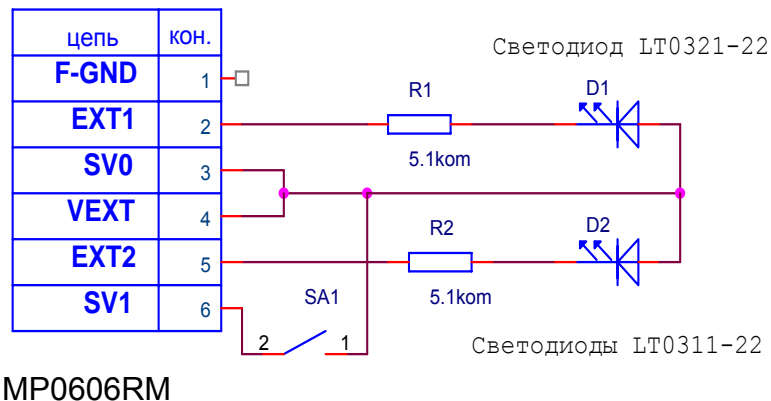 цепь кон.
Светодиод LT0321-22
F-GND 1
R1 D1
EXT1 2
5.1kom
SV0 3
VEXT 4
R2 D2
EXT2 5
SA1 5.1kom
SV1 6
2 1
Светодиоды LT0311-22
MP0606RM